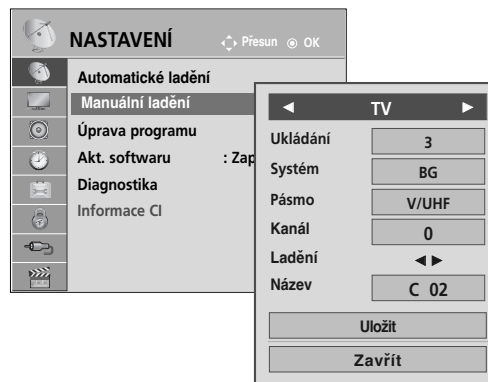 NASTAVENÍ Přesun OK
Automatické ladění
Manuální ladění
Úprava programu
Akt. softwaru : Zap
Diagnostika
Informace CI
◄ TV ►
Ukládání 3
Systém BG
Pásmo V/UHF
Kanál 0
Ladění ◄►
Název C 02
Uložit
Zavřít